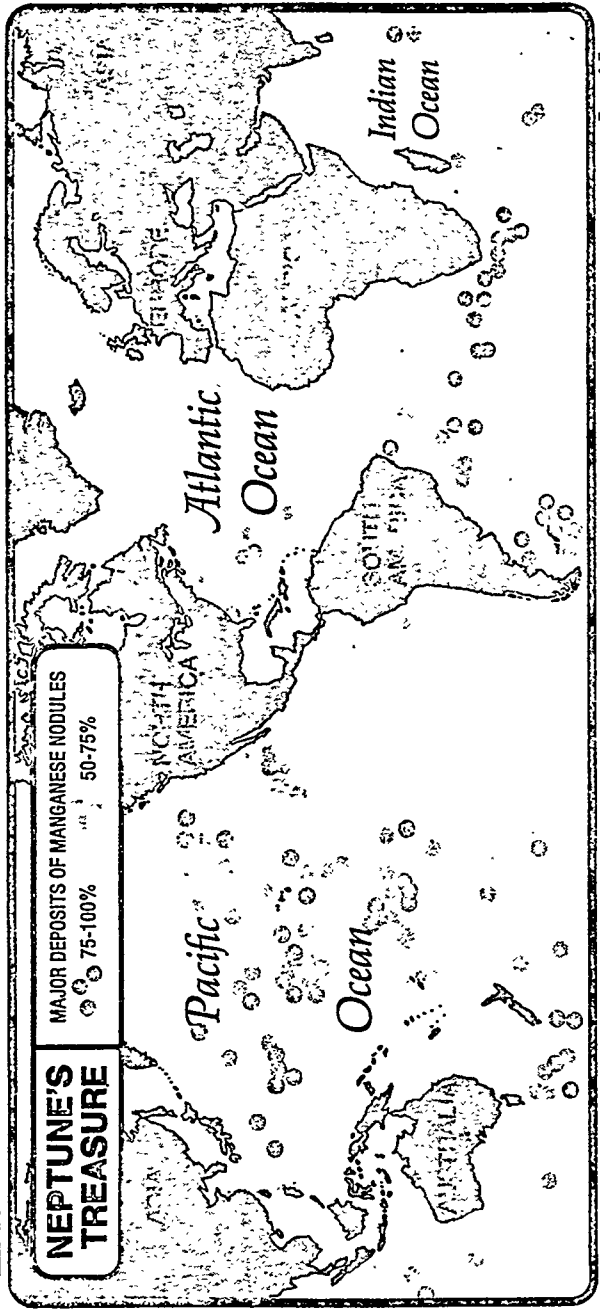 NEPTUNE'S
TREASURE
MAJOR DEPOSITS OF MANGANESE NODULES
75-100% 50-75%
ASIA
NORTH
AMERICA
EUROPE
ASIA
Pacific
Ocean
Atlantic
Ocean
Indian
Ocean
SOUTH
AMERICA
AUSTRALIA